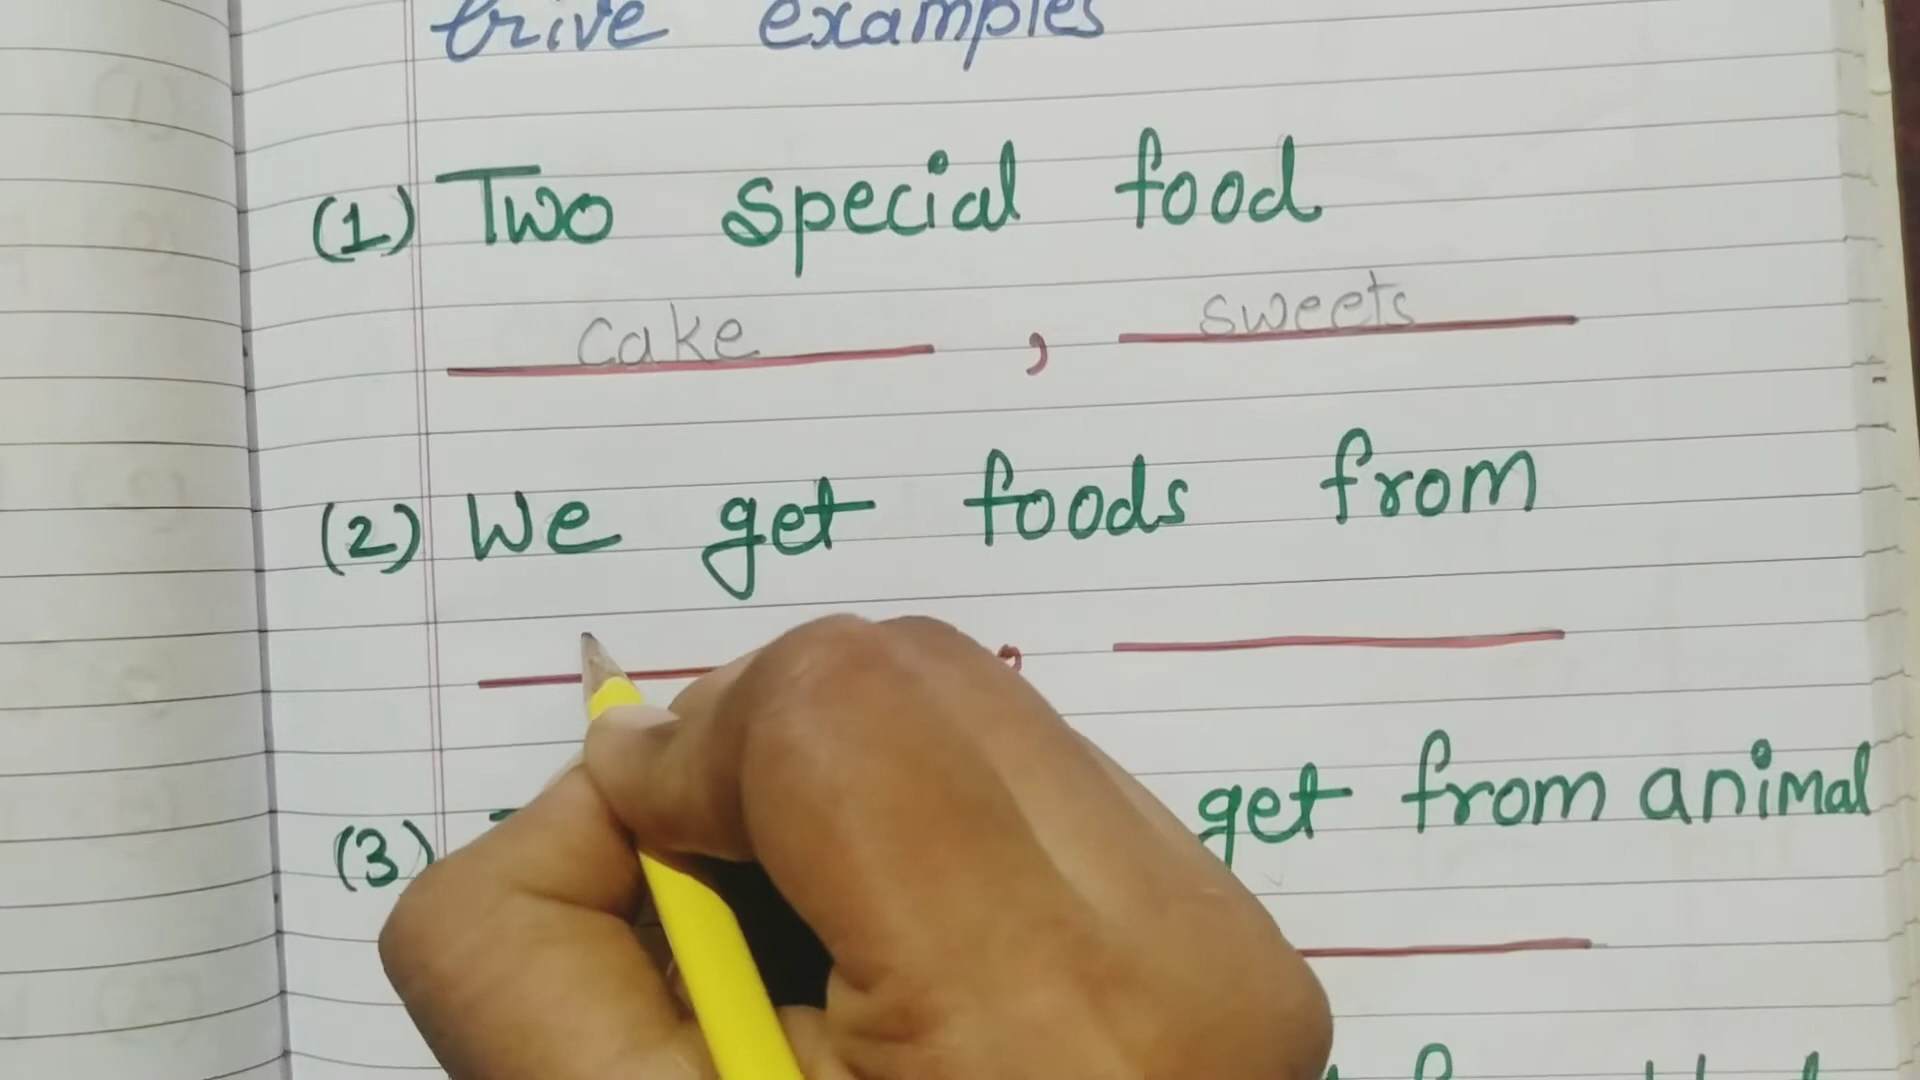 Give examples
(1) Two special food
cake , sweets
(2) We get foods from
(3) get from animal